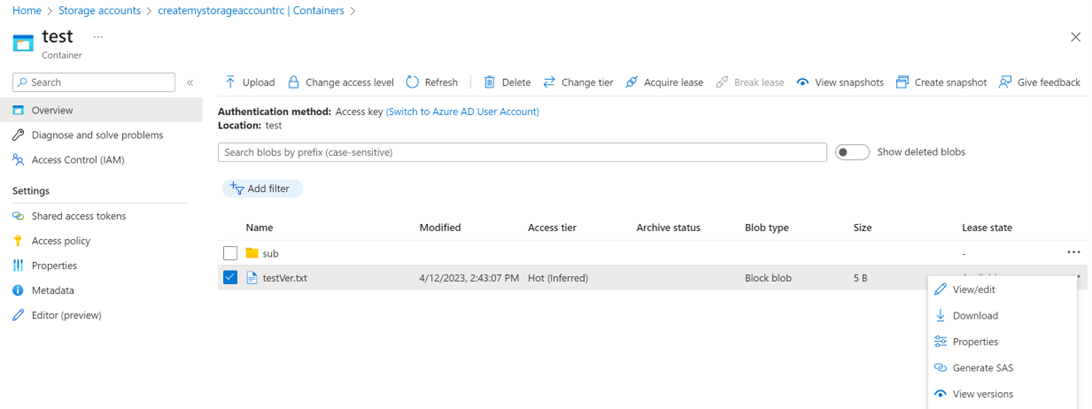 Home > Storage accounts > createmystorageaccountrc | Containers >
test ...
Container
Search «
Overview
Diagnose and solve problems
Access Control (IAM)
Settings
Shared access tokens
Access policy
Properties
Metadata
Editor (preview)
Upload Change access level Refresh Delete Change tier Acquire lease Break lease View snapshots Create snapshot Give feedback
Authentication method: Access key (Switch to Azure AD User Account)
Location: test
Search blobs by prefix (case-sensitive) Show deleted blobs
Add filter
Name Modified Access tier Archive status Blob type Size Lease state
sub - ...
testVer.txt 4/12/2023, 2:43:07 PM Hot (Inferred) Block blob 5 B
View/edit
Download
Properties
Generate SAS
View versions